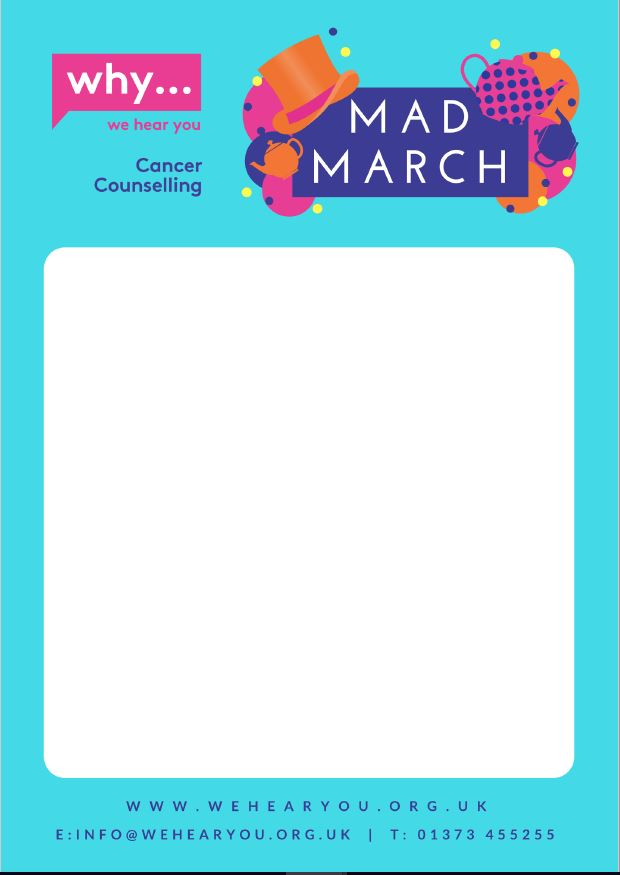 why...
we hear you
Cancer
Counselling
MAD
MARCH
WWW.WEHEARYOU.ORG.UK
E:INFO@WEHEARYOU.ORG.UK | T: 01373 455255